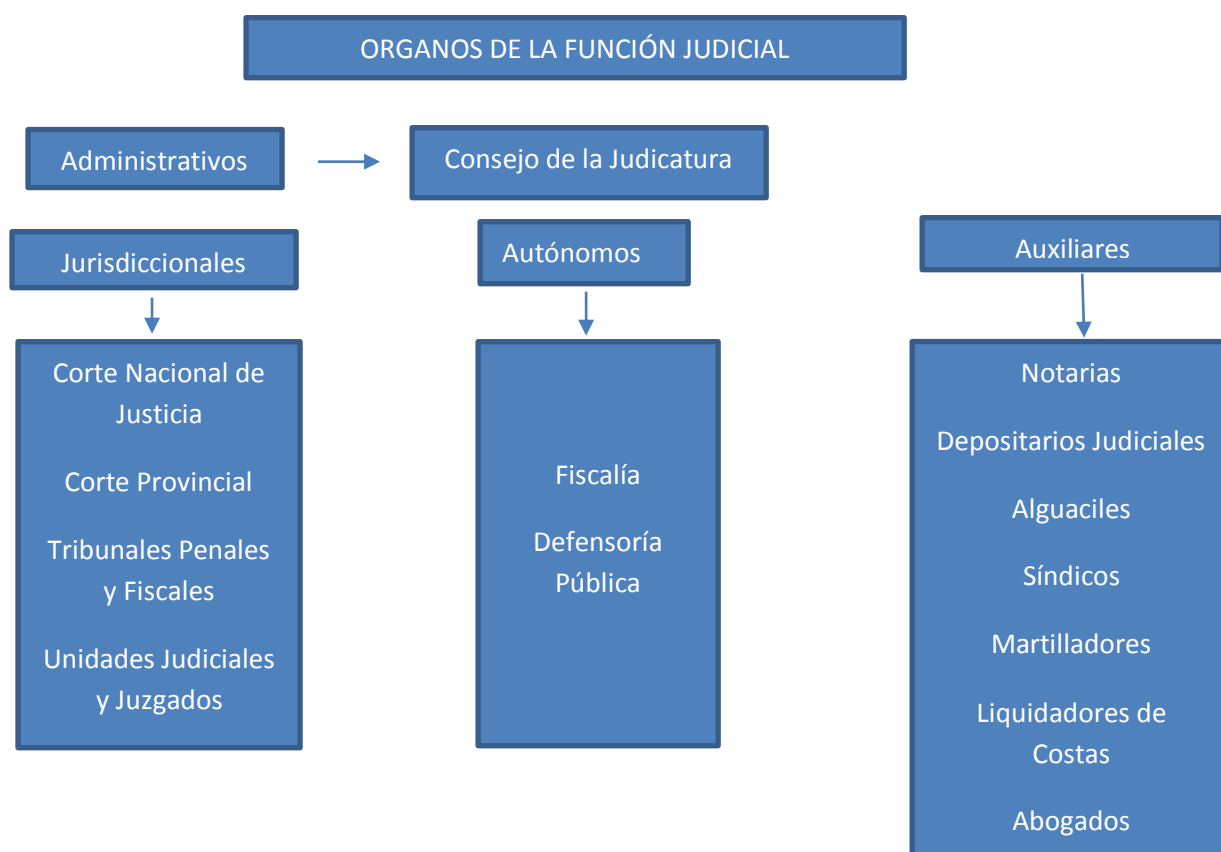 ORGANOS DE LA FUNCIÓN JUDICIAL
Administrativos
Consejo de la Judicatura
Jurisdiccionales
Autónomos
Auxiliares
Corte Nacional de
Justicia
Corte Provincial
Tribunales Penales
y Fiscales
Unidades Judiciales
y Juzgados
Fiscalía
Defensoría
Pública
Notarias
Depositarios Judiciales
Alguaciles
Síndicos
Martilladores
Liquidadores de
Costas
Abogados